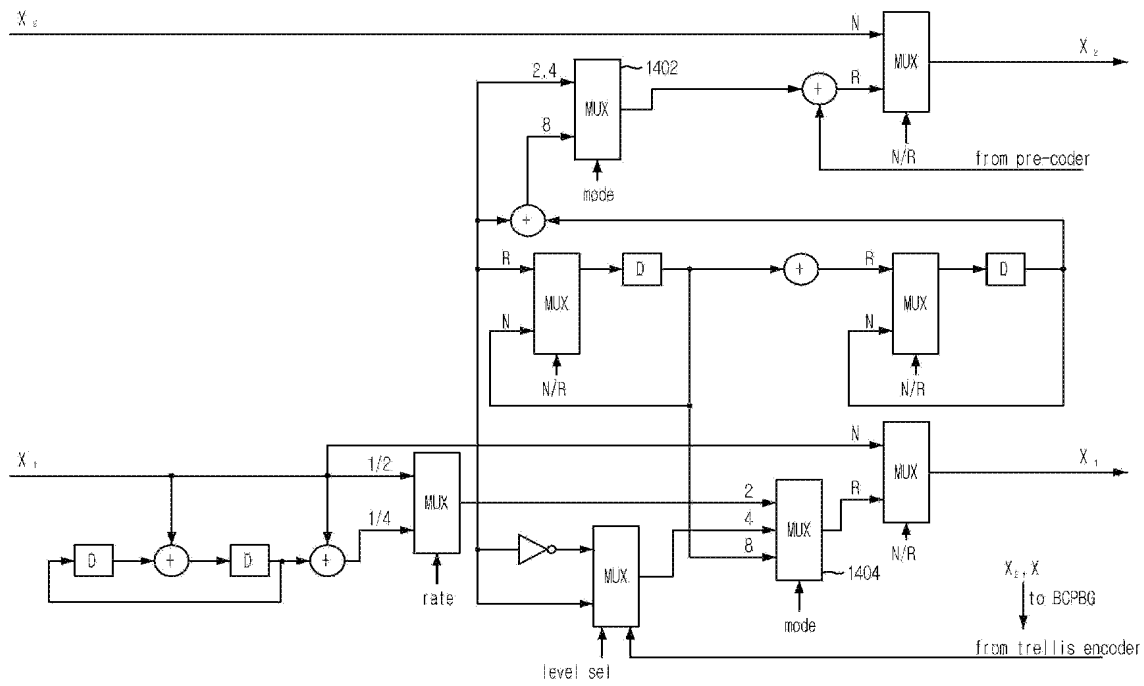 X₂
N
MUX
X₂
1402
2,4
MUX
R
8
N/R
from pre-coder
mode
+
+
R
D
+
R
D
MUX
MUX
N
N
N/R
N/R
N
X₁
X₁
1/2
MUX
MUX
2
R
1/4
4
MUX
D
+
D
+
8
N/R
MUX
1404
X₂, X
rate
to BCPBG
mode
from trellis encoder
level sel